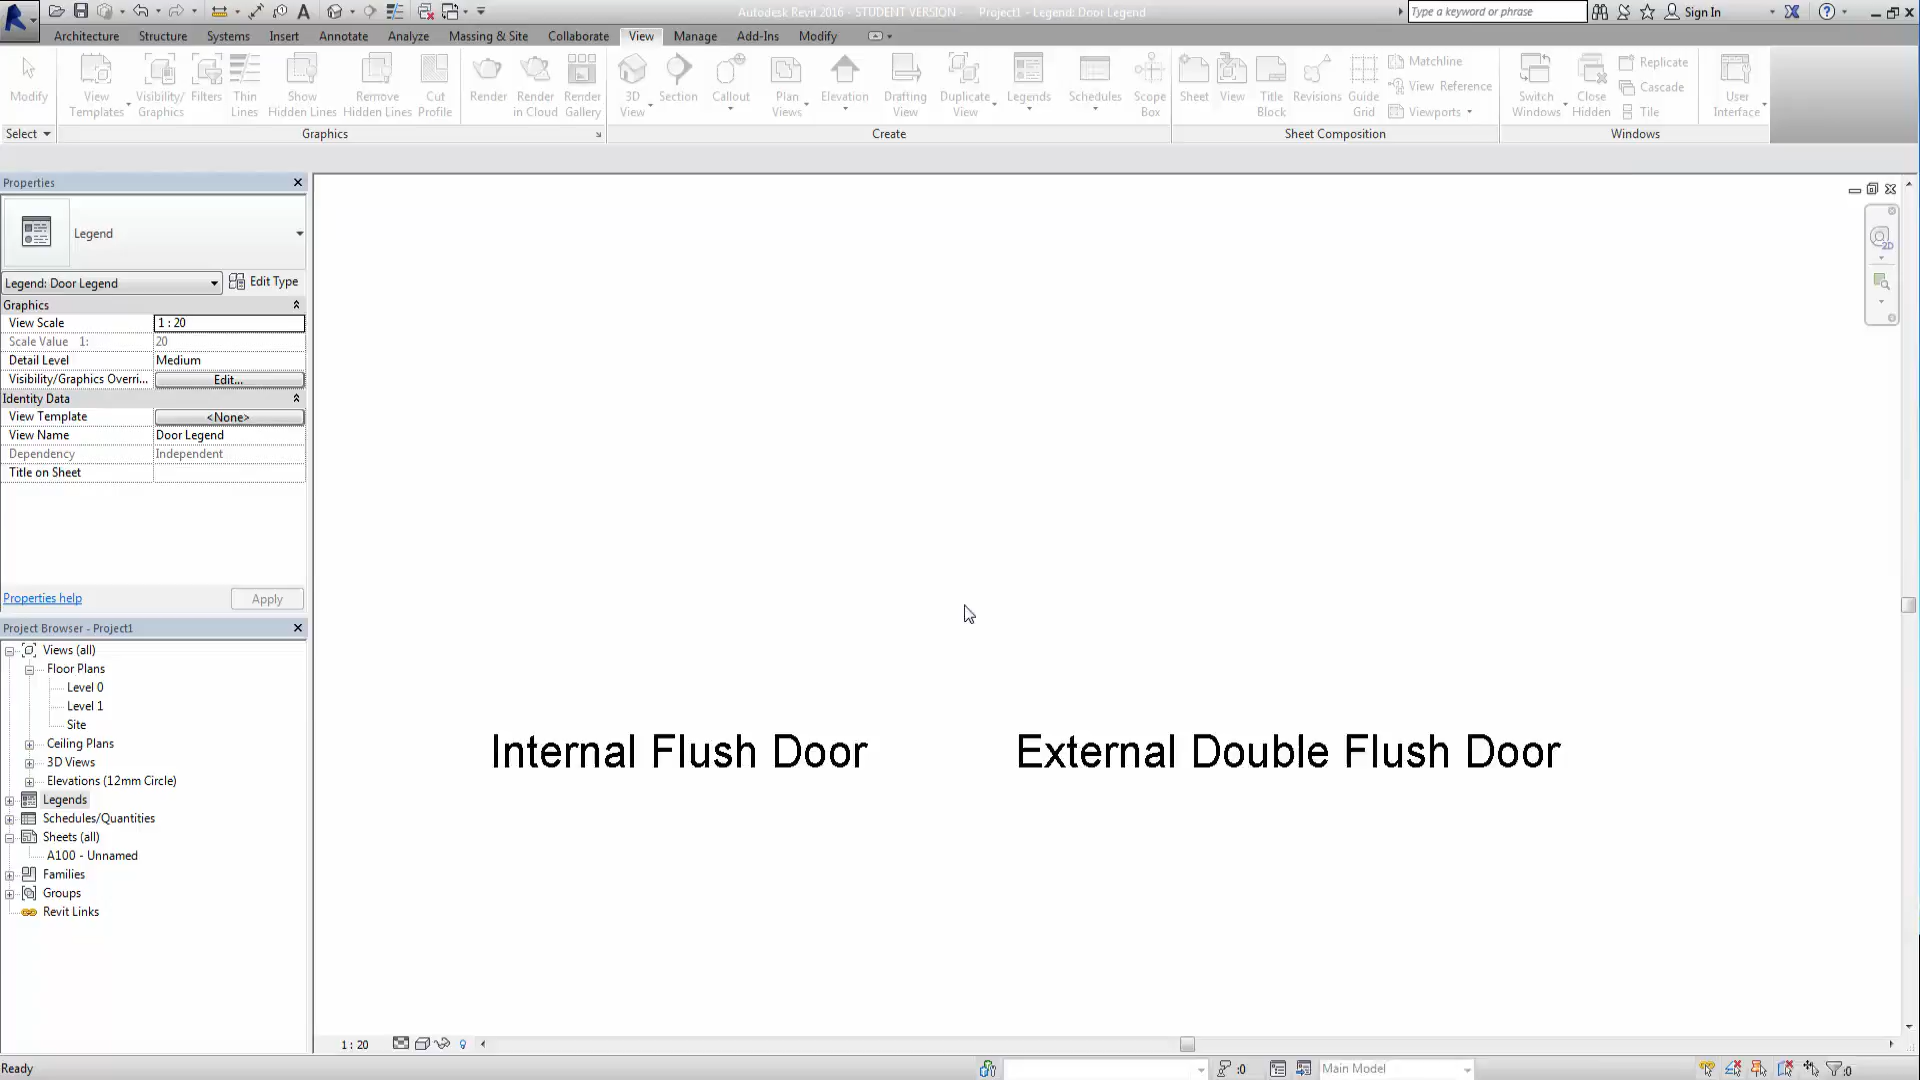 Autodesk Revit 2016 - STUDENT VERSION - Project1 - Legend: Door Legend
Type a keyword or phrase
Sign In
Architecture Structure Systems Insert Annotate Analyze Massing & Site Collaborate View Manage Add-Ins Modify
Modify
View Templates
Visibility/ Graphics
Filters
Thin Lines
Show Hidden Lines
Remove Hidden Lines
Cut Profile
Render
Render in Cloud
Render Gallery
3D View
Section
Callout
Plan Views
Elevation
Drafting View
Duplicate View
Legends
Schedules
Scope Box
Sheet
View
Title Block
Revisions
Guide Grid
Matchline
View Reference
Viewports
Switch Windows
Close Hidden
Replicate
Cascade
Tile
User Interface
Select
Graphics
Create
Sheet Composition
Windows
Properties
Legend
Legend: Door Legend
Edit Type
Graphics
View Scale 1 : 20
Scale Value 1: 20
Detail Level Medium
Visibility/Graphics Overri... Edit...
Identity Data
View Template <None>
View Name Door Legend
Dependency Independent
Title on Sheet
Properties help
Apply
Project Browser - Project1
Views (all)
Floor Plans
Level 0
Level 1
Site
Ceiling Plans
3D Views
Elevations (12mm Circle)
Legends
Schedules/Quantities
Sheets (all)
A100 - Unnamed
Families
Groups
Revit Links
2D
Internal Flush Door
External Double Flush Door
1 : 20
Ready
:0
Main Model
:0